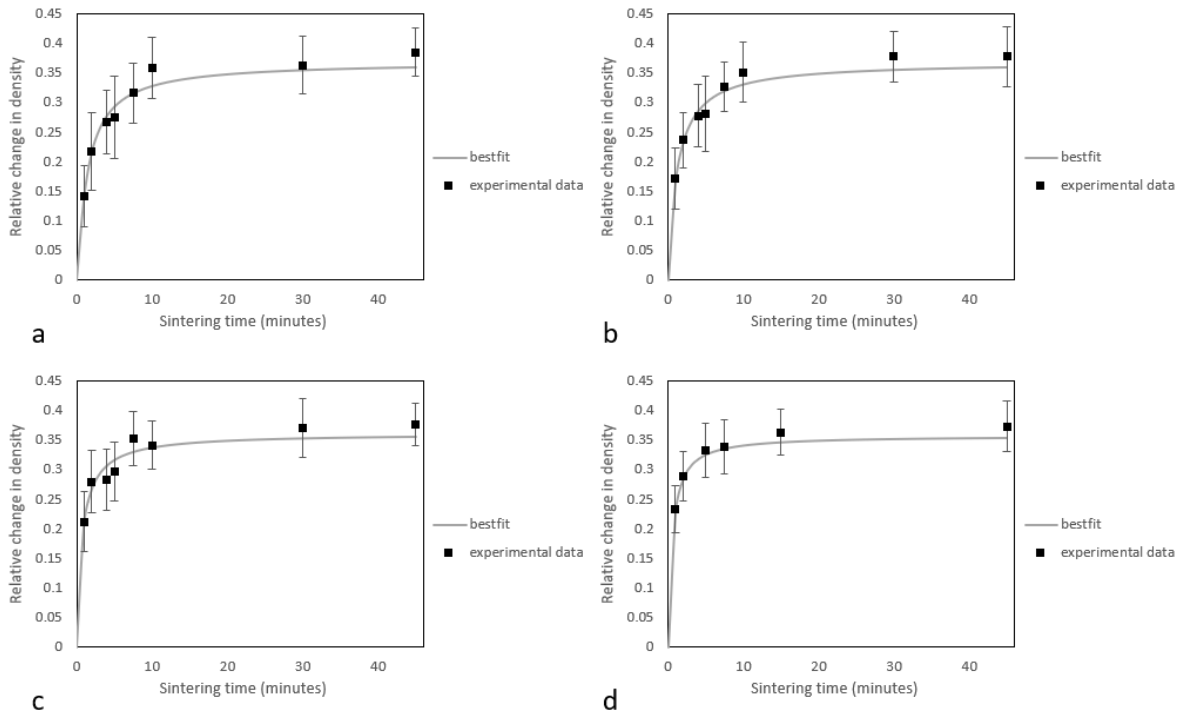 0.45
0.4
0.35
0.3
0.25
0.2
0.15
0.1
0.05
0
Relative change in density
0 10 20 30 40
Sintering time (minutes)
bestfit
experimental data
a
0.45
0.4
0.35
0.3
0.25
0.2
0.15
0.1
0.05
0
Relative change in density
0 10 20 30 40
Sintering time (minutes)
bestfit
experimental data
b
0.45
0.4
0.35
0.3
0.25
0.2
0.15
0.1
0.05
0
Relative change in density
0 10 20 30 40
Sintering time (minutes)
bestfit
experimental data
c
0.45
0.4
0.35
0.3
0.25
0.2
0.15
0.1
0.05
0
Relative change in density
0 10 20 30 40
Sintering time (minutes)
bestfit
experimental data
d